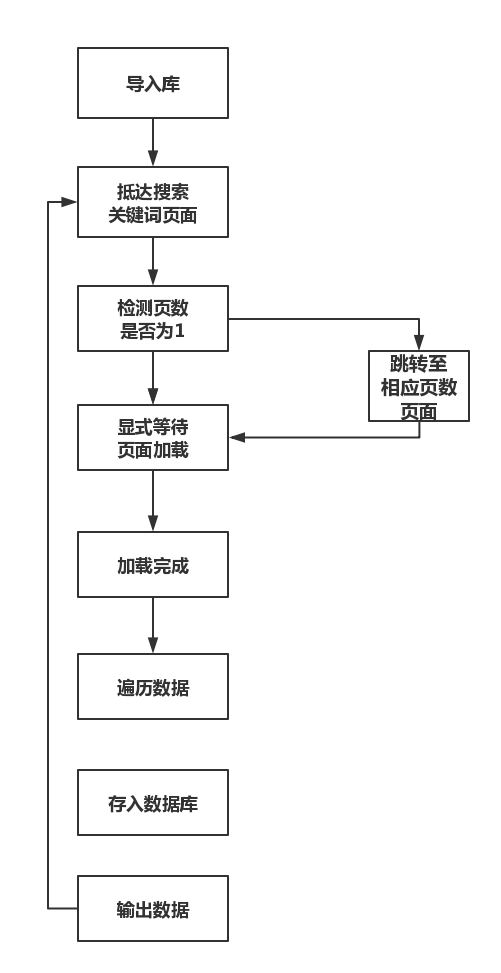 导入库
抵达搜索
关键词页面
检测页数
是否为1
跳转至
相应页数
页面
显式等待
页面加载
加载完成
遍历数据
存入数据库
输出数据